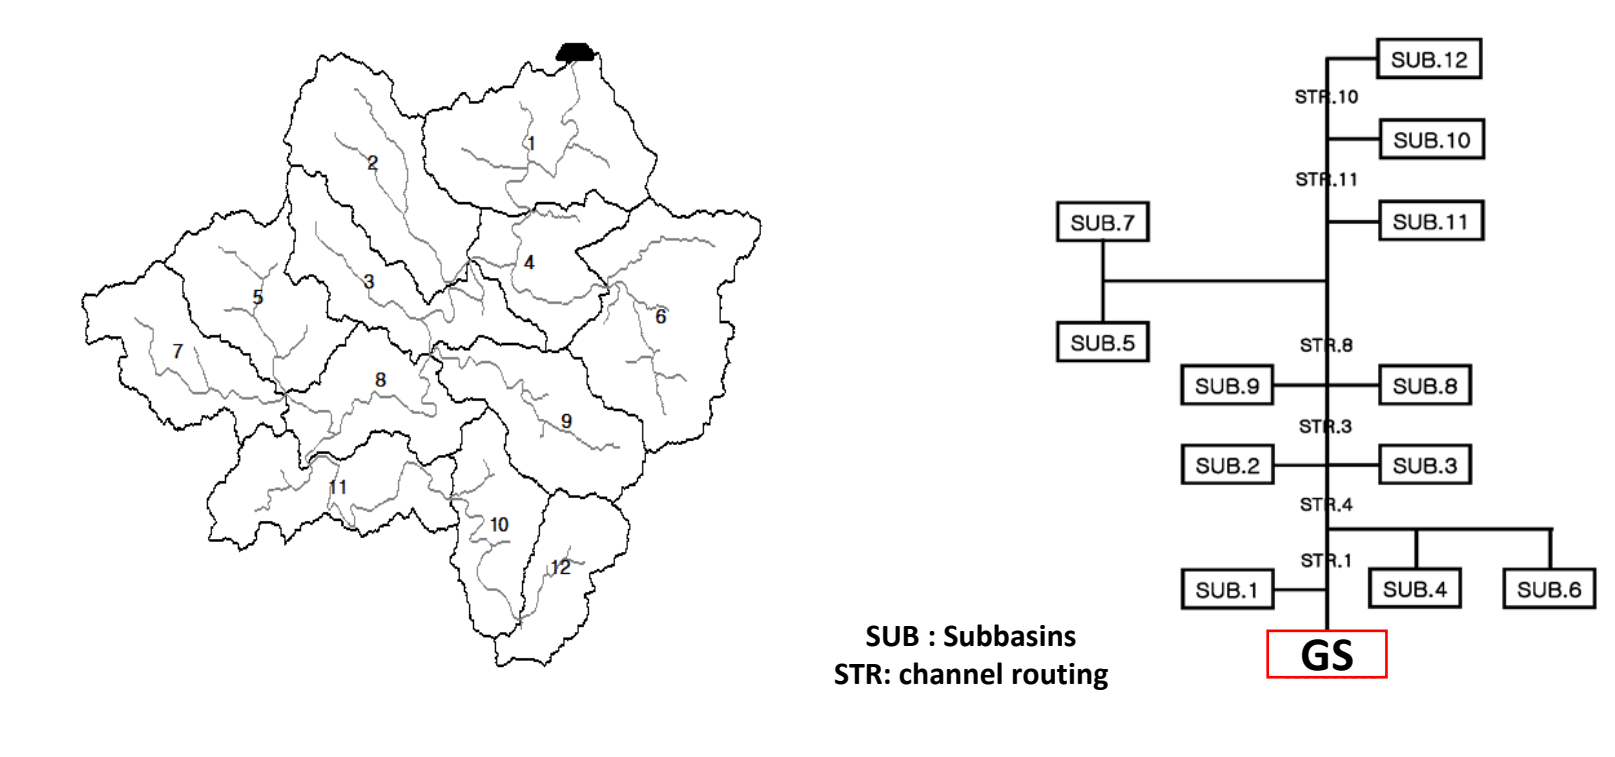 1
2
3
4
5
6
7
8
9
10
11
12
SUB.12
STR.10
SUB.10
STR.11
SUB.7
SUB.11
SUB.5
STR.8
SUB.9
SUB.8
STR.3
SUB.2
SUB.3
STR.4
STR.1
SUB.1
SUB.4
SUB.6
SUB : Subbasins
STR: channel routing
GS